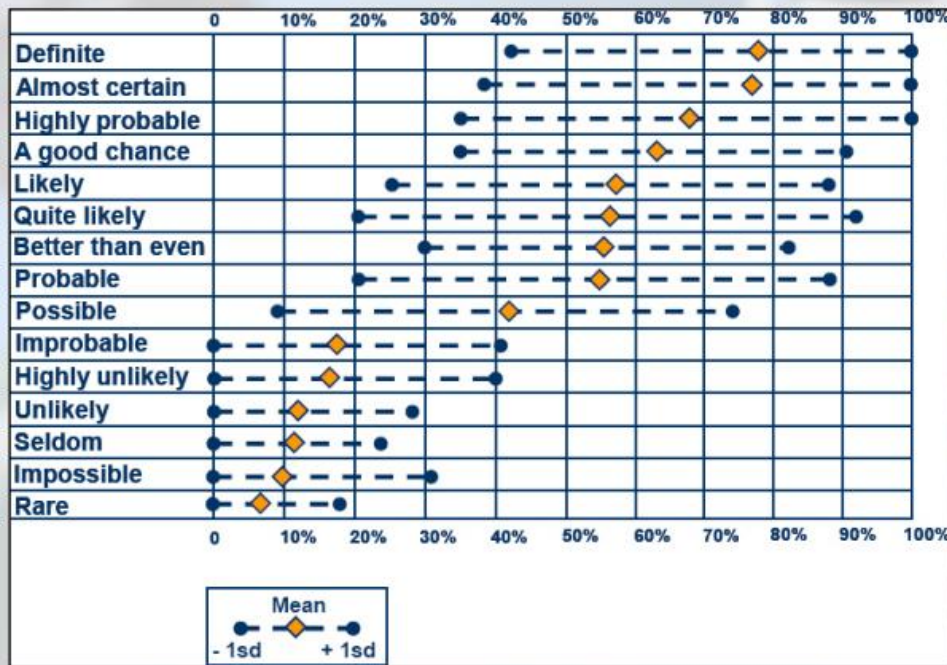 0 10% 20% 30% 40% 50% 60% 70% 80% 90% 100%
Definite
Almost certain
Highly probable
A good chance
Likely
Quite likely
Better than even
Probable
Possible
Improbable
Highly unlikely
Unlikely
Seldom
Impossible
Rare
0 10% 20% 30% 40% 50% 60% 70% 80% 90% 100%
Mean
- 1sd + 1sd